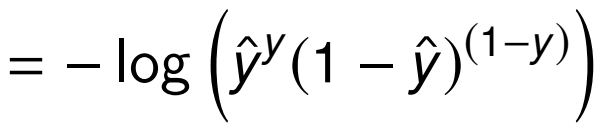 = − log (ŷ^y (1 − ŷ)^(1−y))